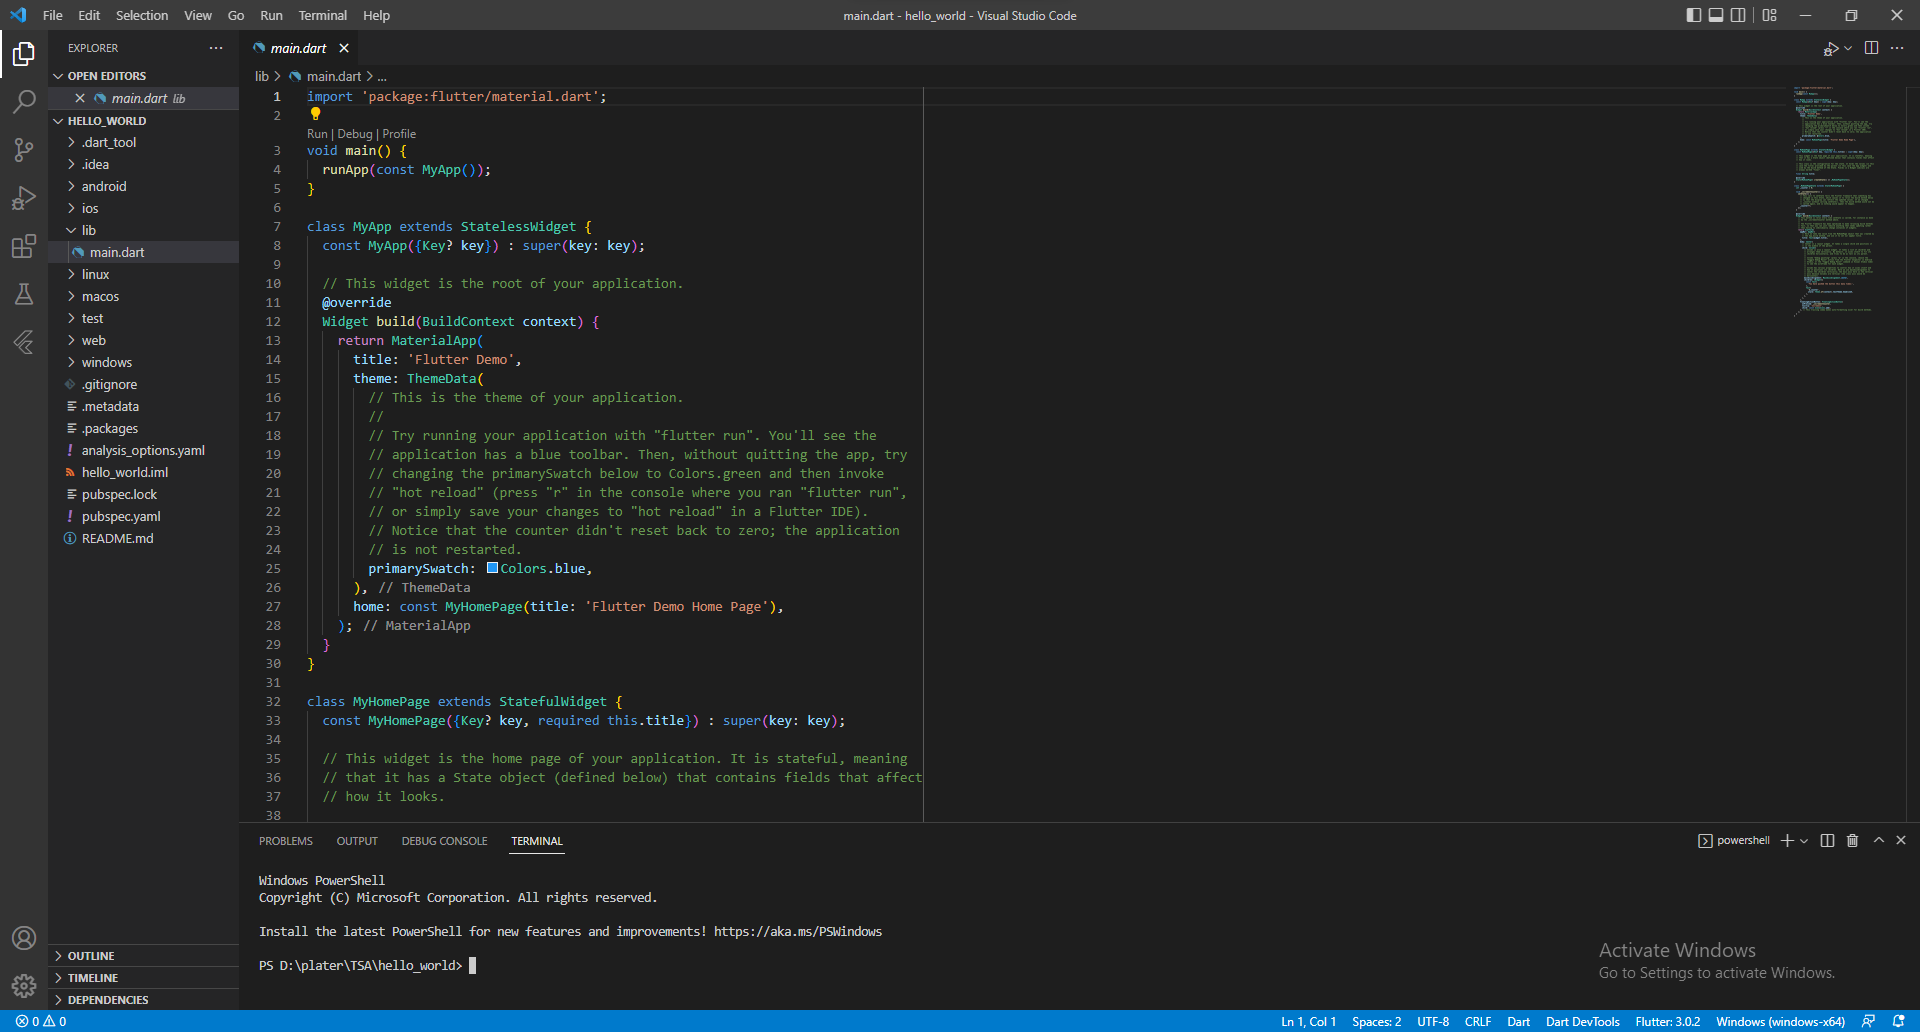 File Edit Selection View Go Run Terminal Help
main.dart - hello_world - Visual Studio Code
EXPLORER
OPEN EDITORS
main.dart lib
HELLO_WORLD
.dart_tool
.idea
android
ios
lib
main.dart
linux
macos
test
web
windows
.gitignore
.metadata
.packages
analysis_options.yaml
hello_world.iml
pubspec.lock
pubspec.yaml
README.md
OUTLINE
TIMELINE
DEPENDENCIES
main.dart
lib > main.dart > ...
1 import 'package:flutter/material.dart';
2
Run | Debug | Profile
3 void main() {
4 runApp(const MyApp());
5 }
6
7 class MyApp extends StatelessWidget {
8 const MyApp({Key? key}) : super(key: key);
9
10 // This widget is the root of your application.
11 @override
12 Widget build(BuildContext context) {
13 return MaterialApp(
14 title: 'Flutter Demo',
15 theme: ThemeData(
16 // This is the theme of your application.
17 //
18 // Try running your application with "flutter run". You'll see the
19 // application has a blue toolbar. Then, without quitting the app, try
20 // changing the primarySwatch below to Colors.green and then invoke
21 // "hot reload" (press "r" in the console where you ran "flutter run",
22 // or simply save your changes to "hot reload" in a Flutter IDE).
23 // Notice that the counter didn't reset back to zero; the application
24 // is not restarted.
25 primarySwatch: Colors.blue,
26 ), // ThemeData
27 home: const MyHomePage(title: 'Flutter Demo Home Page'),
28 ); // MaterialApp
29 }
30 }
31
32 class MyHomePage extends StatefulWidget {
33 const MyHomePage({Key? key, required this.title}) : super(key: key);
34
35 // This widget is the home page of your application. It is stateful, meaning
36 // that it has a State object (defined below) that contains fields that affect
37 // how it looks.
38
PROBLEMS OUTPUT DEBUG CONSOLE TERMINAL
powershell
Windows PowerShell
Copyright (C) Microsoft Corporation. All rights reserved.
Install the latest PowerShell for new features and improvements! https://aka.ms/PSWindows
PS D:\plater\TSA\hello_world>
Activate Windows
Go to Settings to activate Windows.
0 0
Ln 1, Col 1 Spaces: 2 UTF-8 CRLF Dart Dart DevTools Flutter: 3.0.2 Windows (windows-x64)